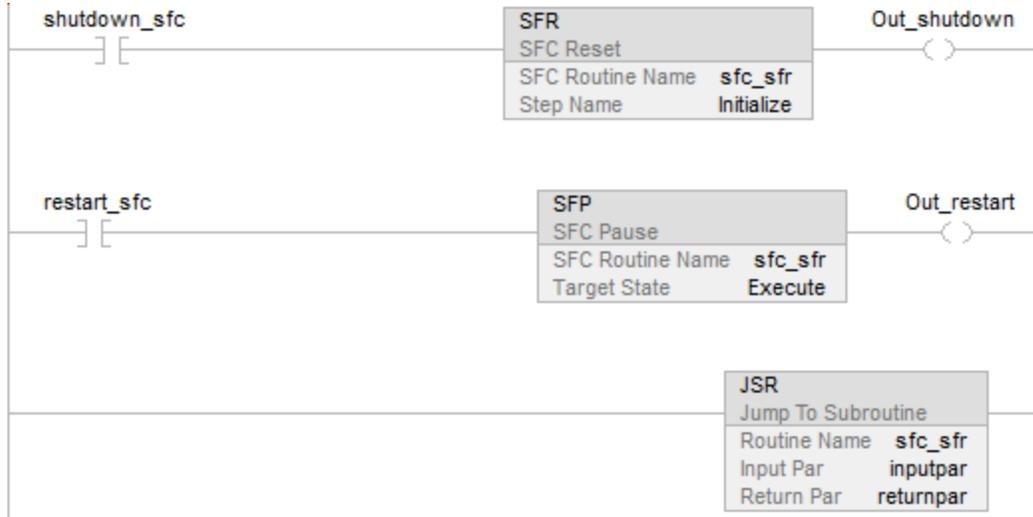 shutdown_sfc
SFR
Out_shutdown
SFC Reset
SFC Routine Name sfc_sfr
Step Name Initialize
restart_sfc
SFP
Out_restart
SFC Pause
SFC Routine Name sfc_sfr
Target State Execute
JSR
Jump To Subroutine
Routine Name sfc_sfr
Input Par inputpar
Return Par returnpar